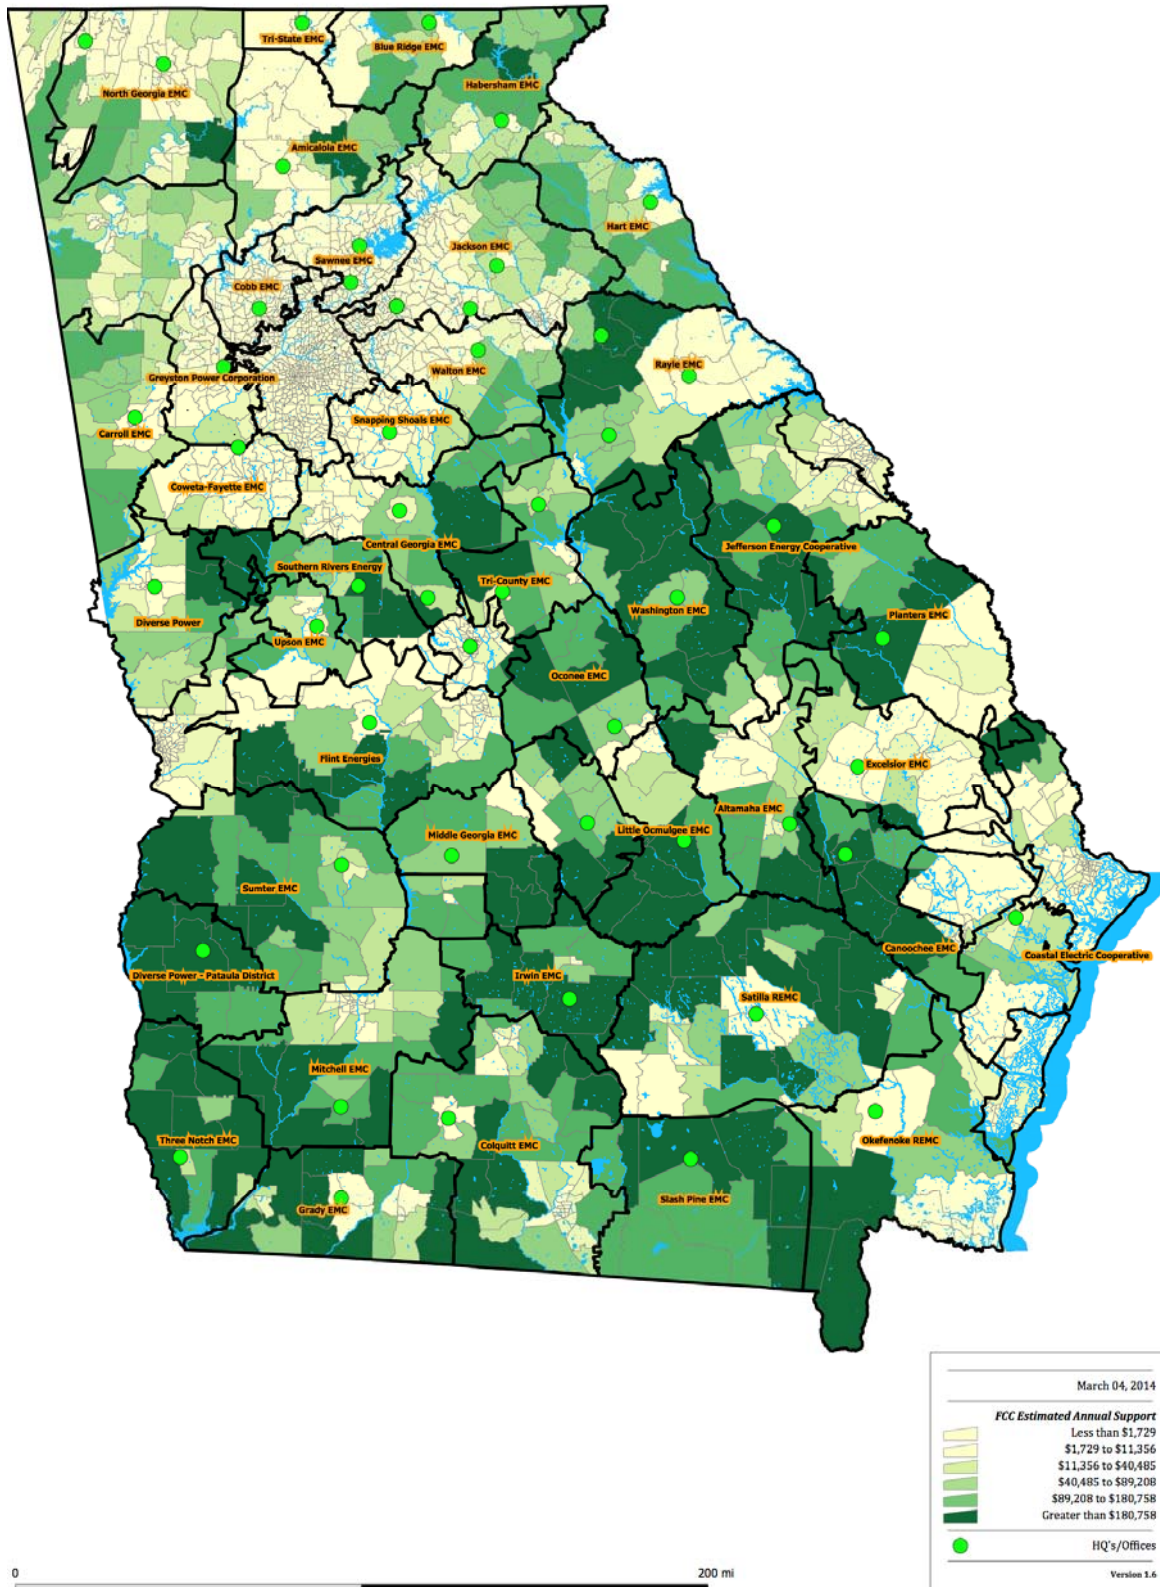 Tri-State EMC
Blue Ridge EMC
North Georgia EMC
Habersham EMC
Amicalola EMC
Hart EMC
Jackson EMC
Sawnee EMC
Cobb EMC
Rayle EMC
Walton EMC
Greyston Power Corporation
Snapping Shoals EMC
Carroll EMC
Coweta-Fayette EMC
Central Georgia EMC
Jefferson Energy Cooperative
Southern Rivers Energy
Tri-County EMC
Washington EMC
Planters EMC
Diverse Power
Upson EMC
Oconee EMC
Flint Energies
Excelsior EMC
Altamaha EMC
Middle Georgia EMC
Little Ocmulgee EMC
Sumter EMC
Canoochee EMC
Coastal Electric Cooperative
Diverse Power - Pataula District
Irwin EMC
Satilla REMC
Mitchell EMC
Three Notch EMC
Colquitt EMC
Okefenoke REMC
Slash Pine EMC
Grady EMC
March 04, 2014
FCC Estimated Annual Support
Less than $1,729
$1,729 to $11,356
$11,356 to $40,485
$40,485 to $89,208
$89,208 to $180,758
Greater than $180,758
HQ's/Offices
Version 1.6
0 200 mi